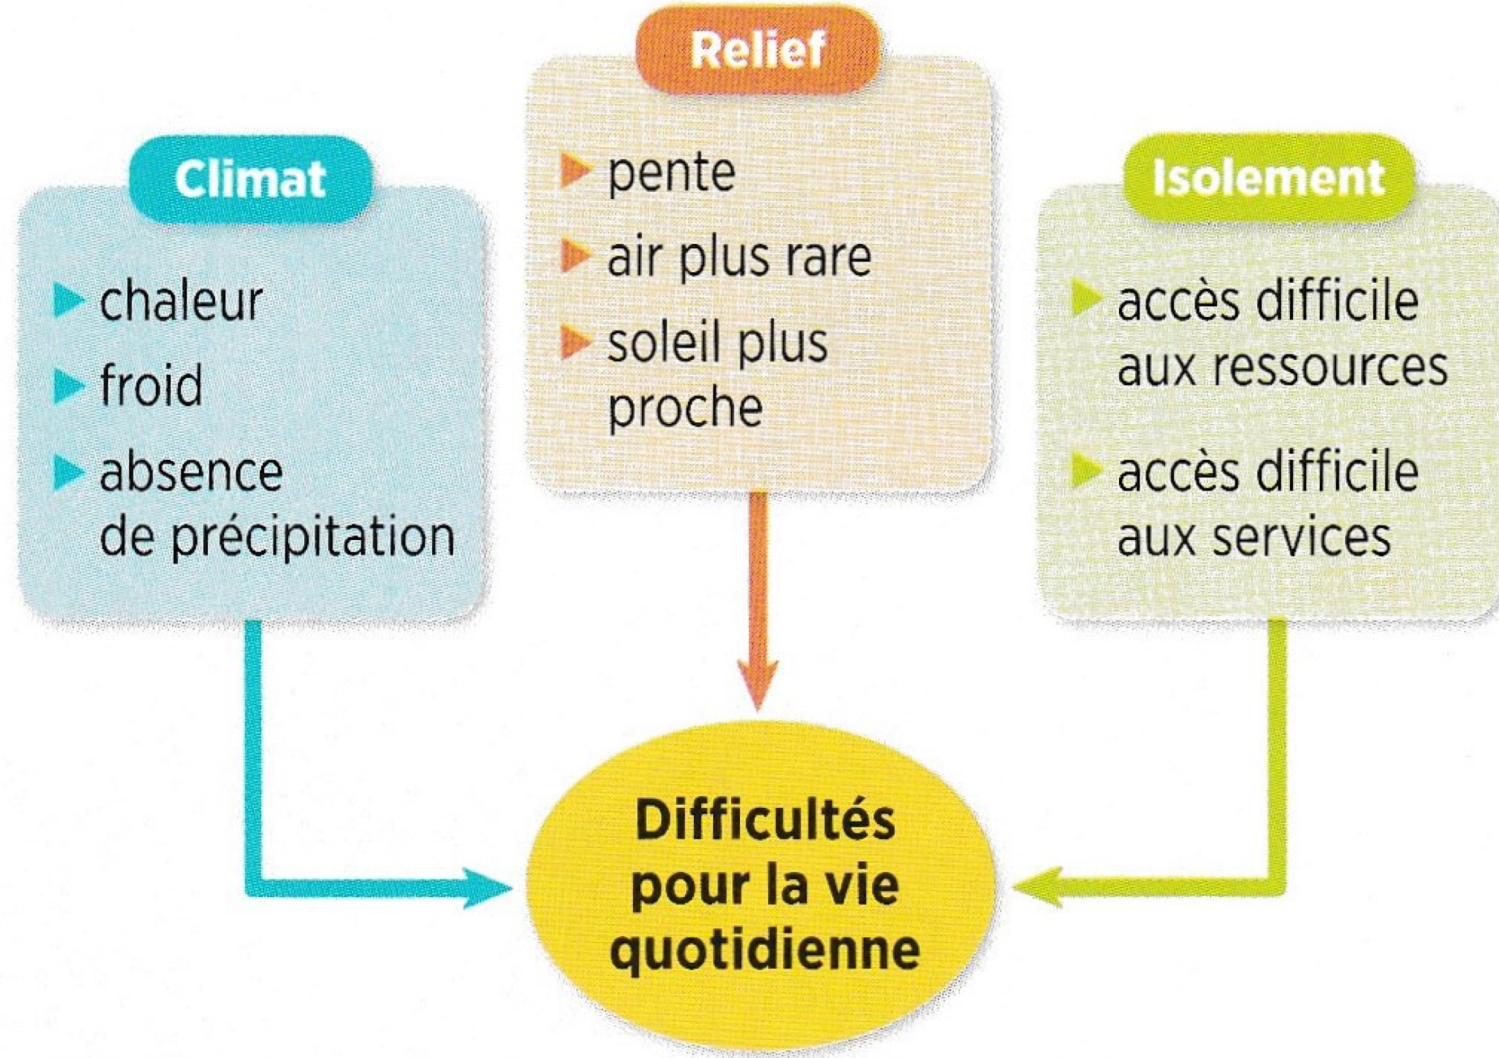 Climat
chaleur
froid
absence
de précipitation
Relief
pente
air plus rare
soleil plus
proche
Isolement
accès difficile
aux ressources
accès difficile
aux services
Difficultés
pour la vie
quotidienne